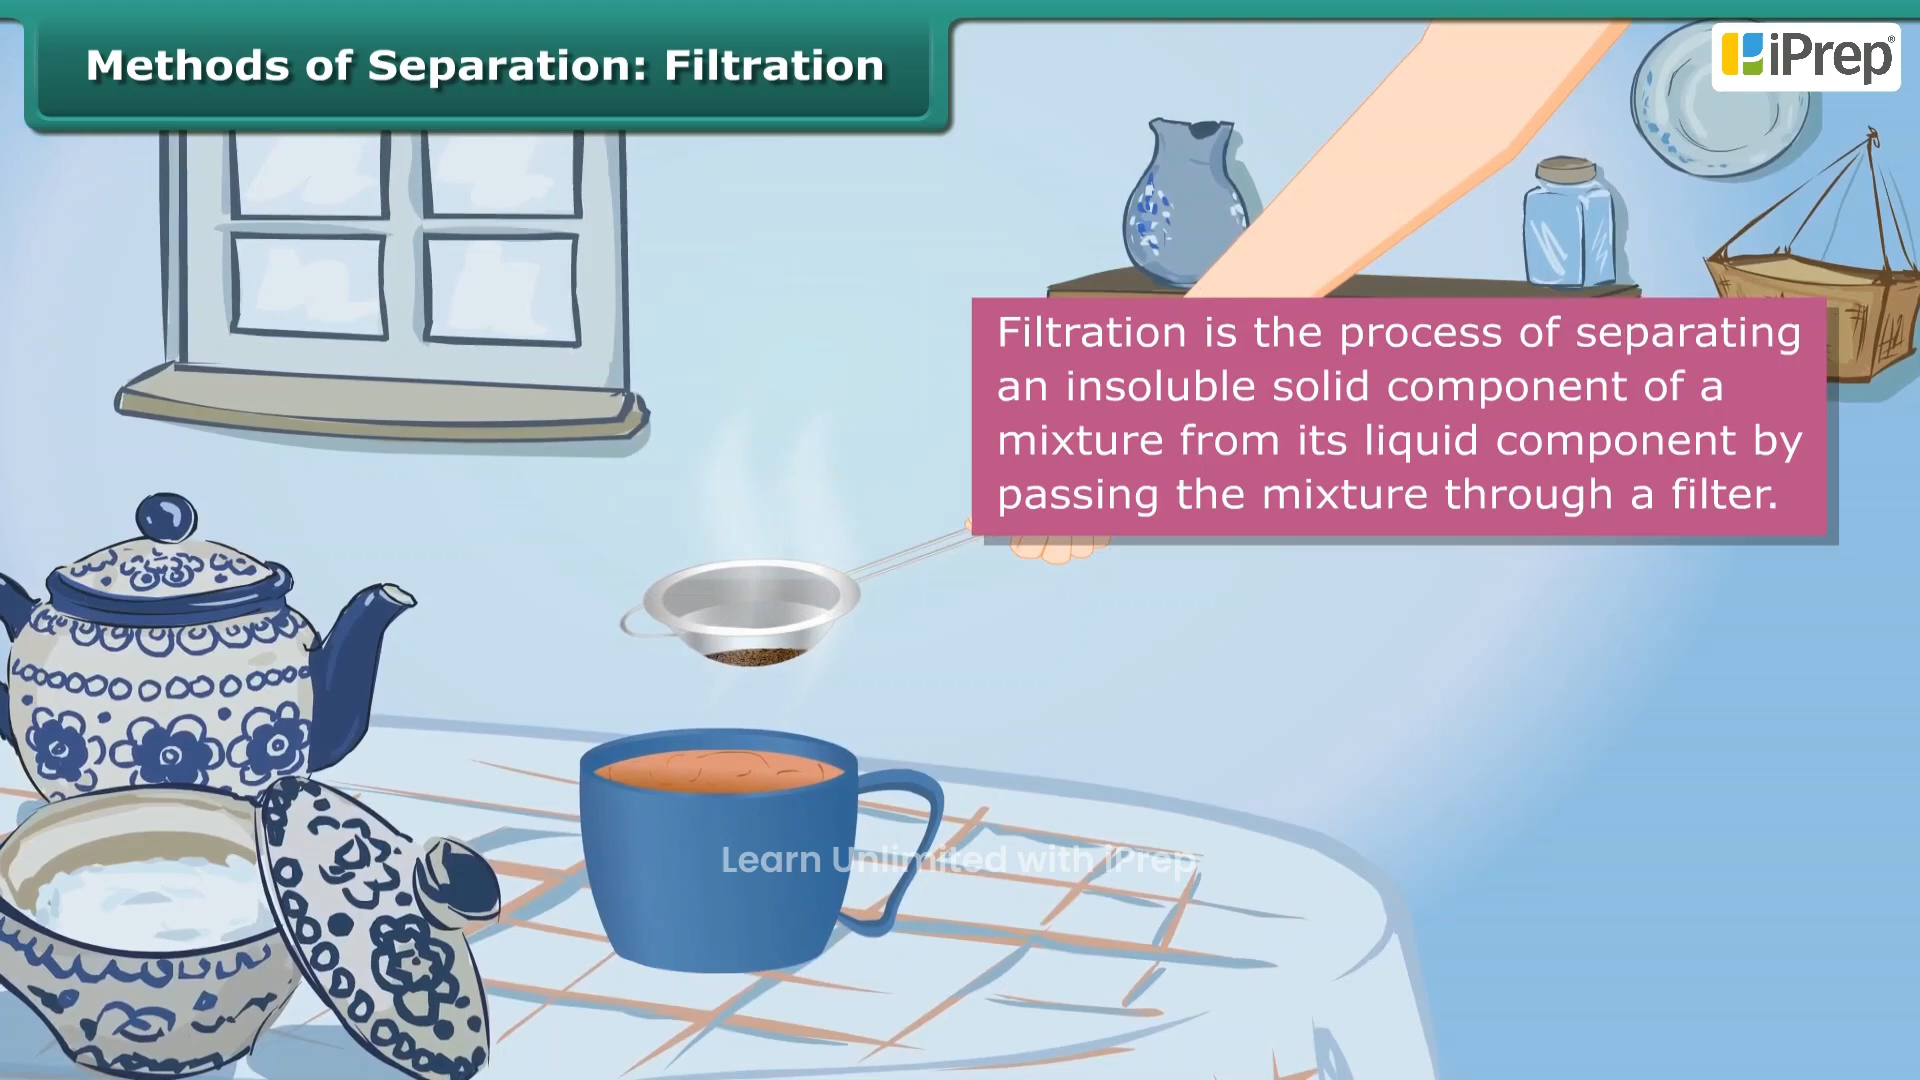 Methods of Separation: Filtration
iPrep®
Filtration is the process of separating
an insoluble solid component of a
mixture from its liquid component by
passing the mixture through a filter.
Learn Unlimited with iPrep